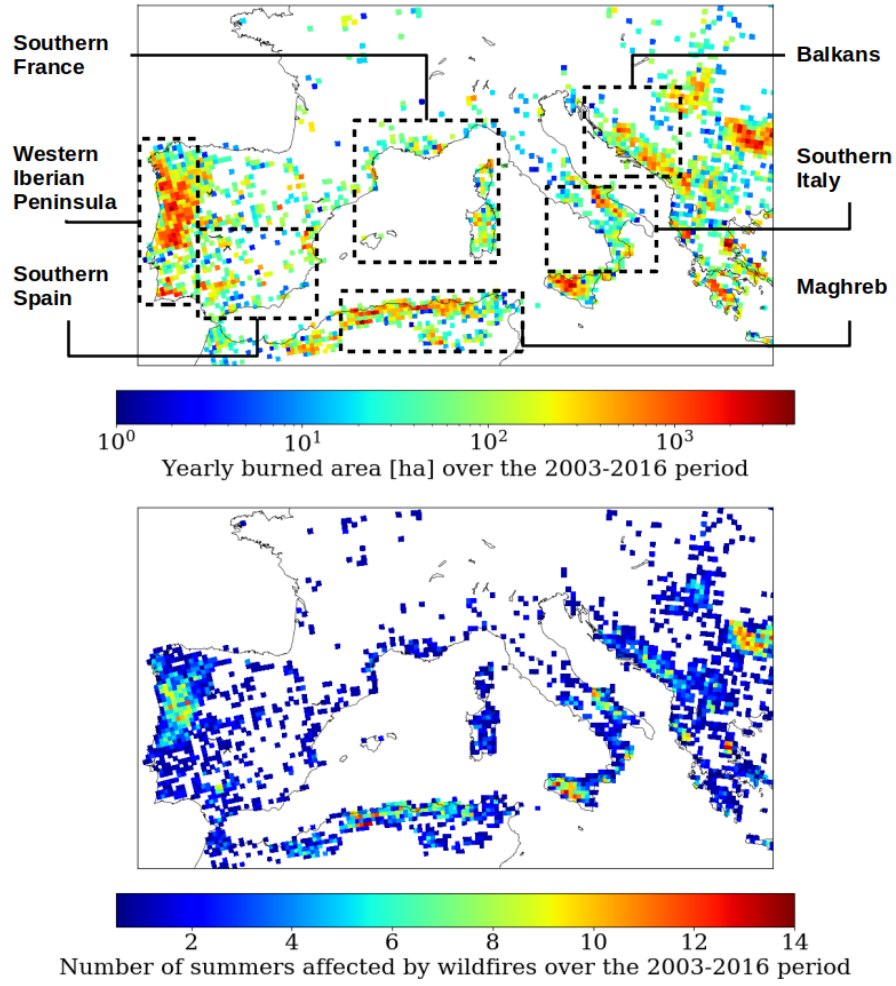 Southern
France
Balkans
Western
Iberian
Peninsula
Southern
Italy
Southern
Spain
Maghreb
10^0 10^1 10^2 10^3
Yearly burned area [ha] over the 2003-2016 period
2 4 6 8 10 12 14
Number of summers affected by wildfires over the 2003-2016 period